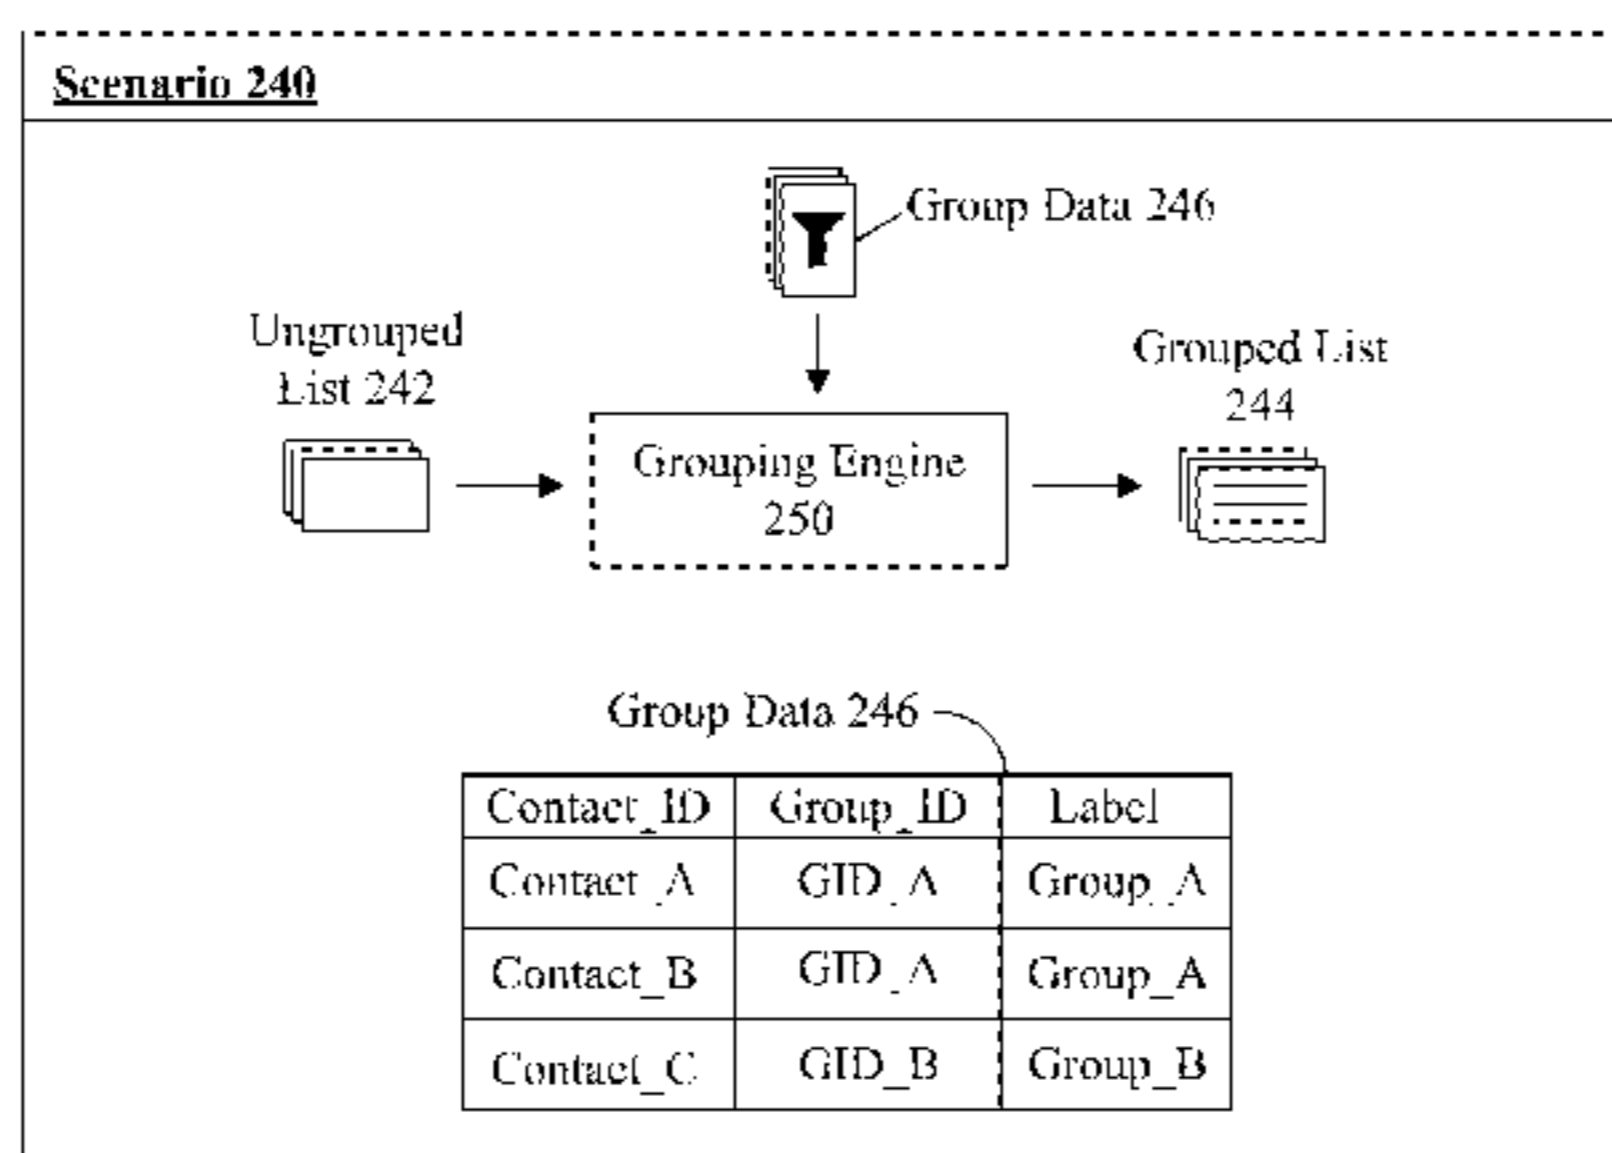 Scenario 240
Group Data 246
Ungrouped
List 242
Grouped List
244
Grouping Engine
250
Group Data 246
Contact_ID Group_ID Label
Contact_A GID_A Group_A
Contact_B GID_A Group_A
Contact_C GID_B Group_B